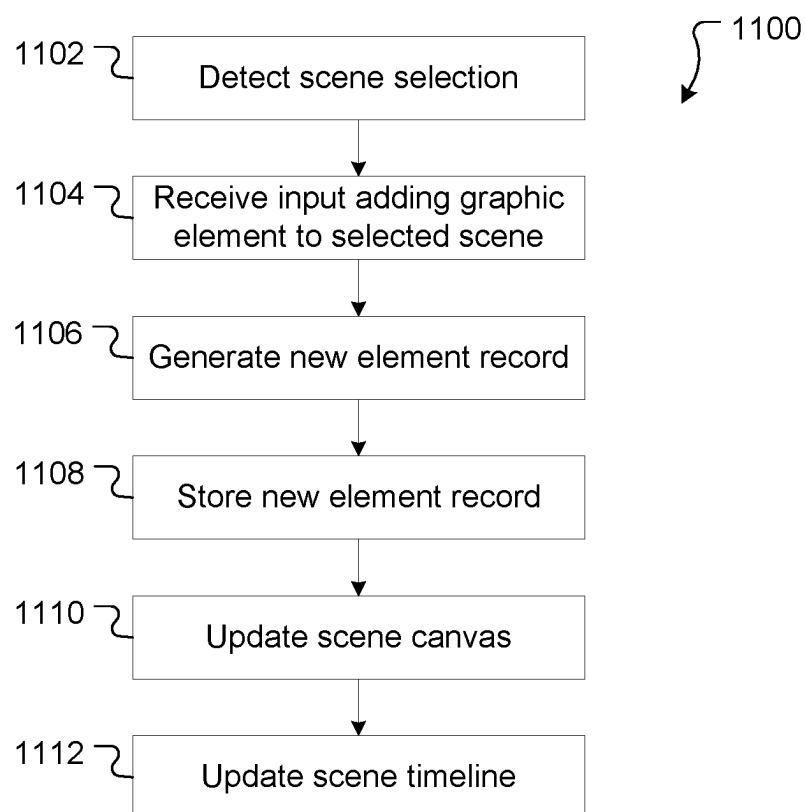 1100
1102
Detect scene selection
1104
Receive input adding graphic
element to selected scene
1106
Generate new element record
1108
Store new element record
1110
Update scene canvas
1112
Update scene timeline